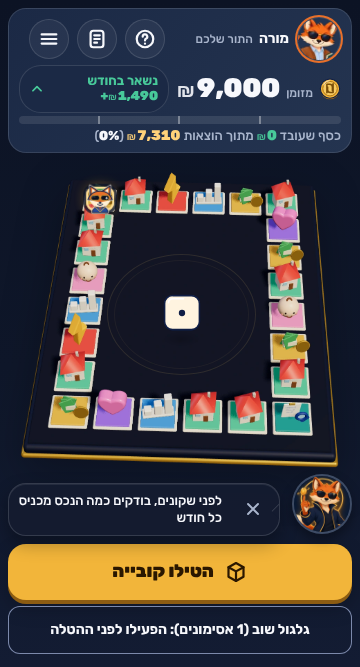 מורה התור שלכם
מזומן 9,000 ₪
נשאר בחודש
+₪1,490
כסף שעובד ₪0 מתוך הוצאות ₪7,310 (0%)
לפני שקונים, בודקים כמה הנכס מכניס
כל חודש
הטילו קובייה
גלגול שוב (1 אסימונים): הפעילו לפני ההטלה